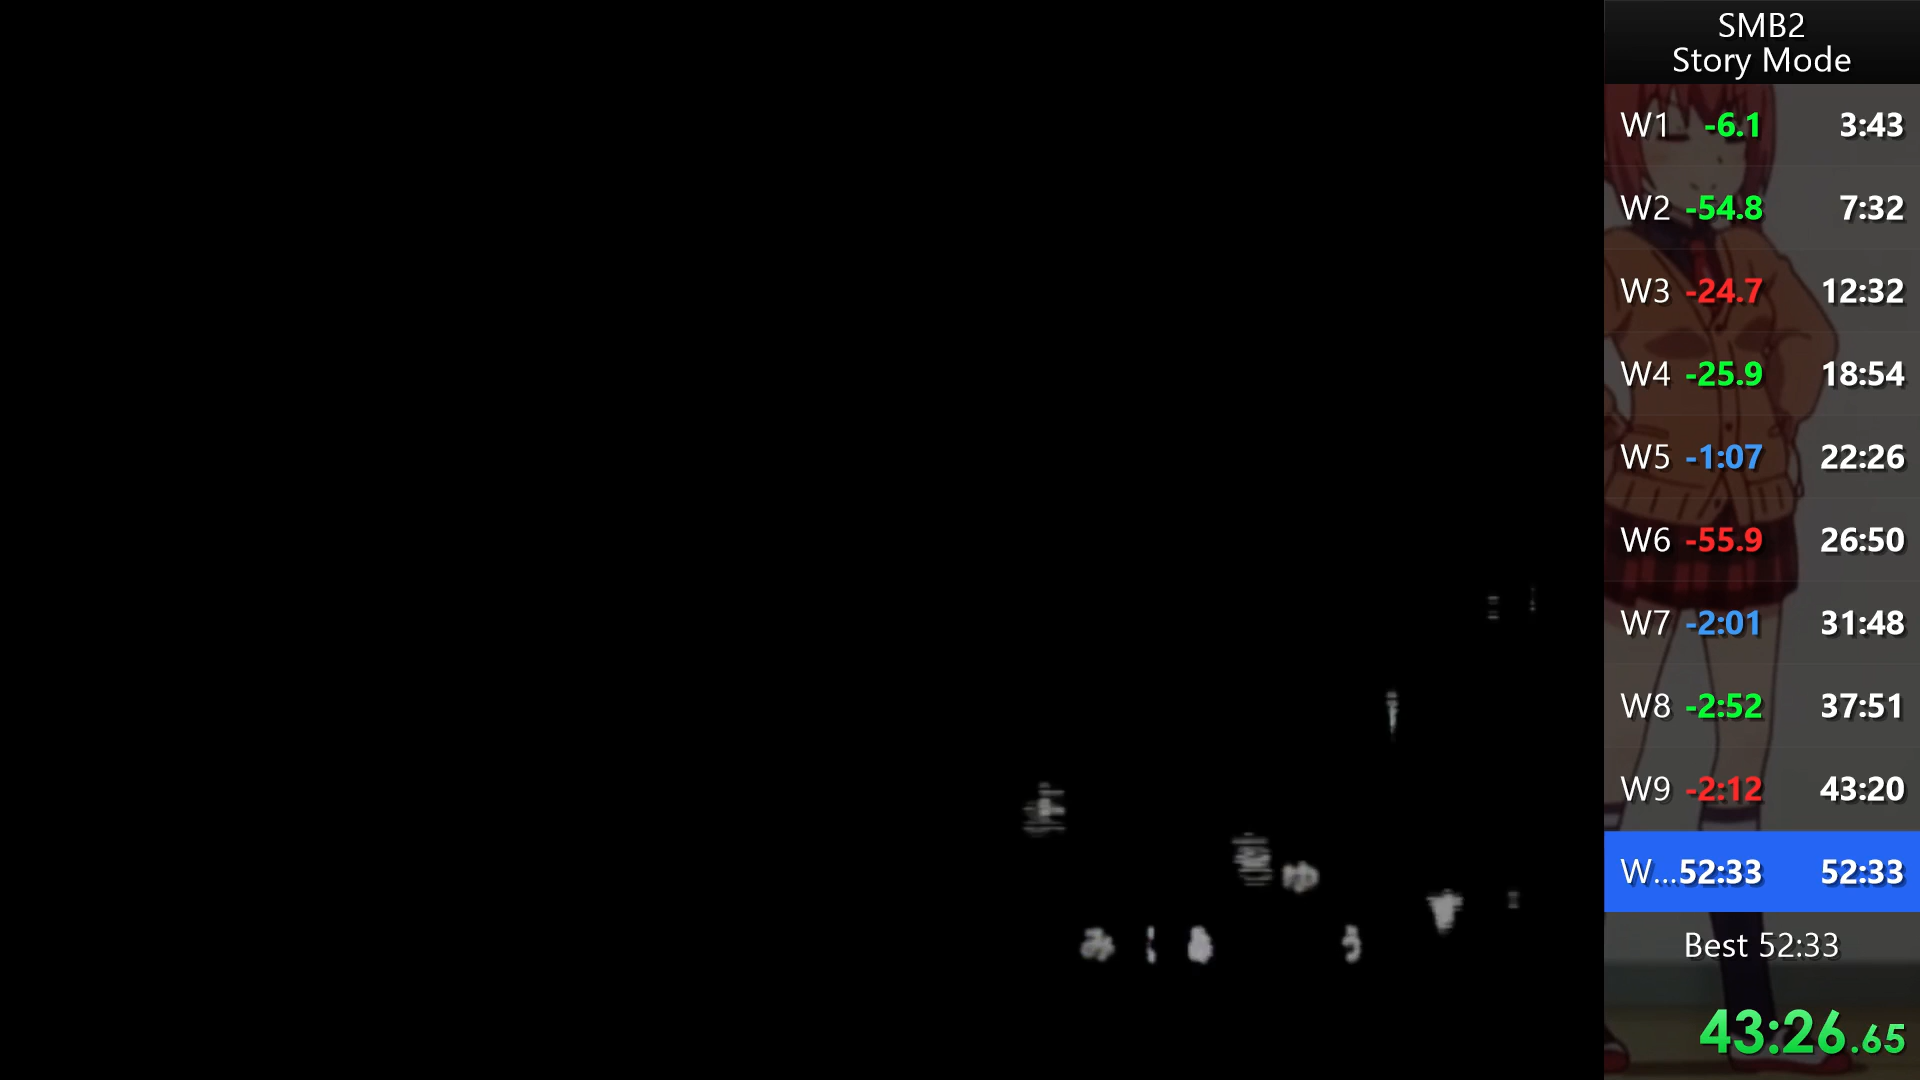 SMB2
Story Mode
W1 -6.1 3:43
W2 -54.8 7:32
W3 -24.7 12:32
W4 -25.9 18:54
W5 -1:07 22:26
W6 -55.9 26:50
W7 -2:01 31:48
W8 -2:52 37:51
W9 -2:12 43:20
W... 52:33 52:33
Best 52:33
43:26.65